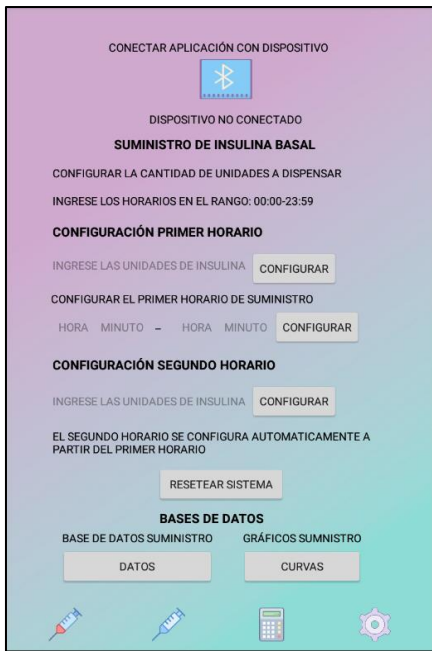 CONECTAR APLICACIÓN CON DISPOSITIVO
DISPOSITIVO NO CONECTADO
SUMINISTRO DE INSULINA BASAL
CONFIGURAR LA CANTIDAD DE UNIDADES A DISPENSAR
INGRESE LOS HORARIOS EN EL RANGO: 00:00-23:59
CONFIGURACIÓN PRIMER HORARIO
INGRESE LAS UNIDADES DE INSULINA CONFIGURAR
CONFIGURAR EL PRIMER HORARIO DE SUMINISTRO
HORA MINUTO – HORA MINUTO CONFIGURAR
CONFIGURACIÓN SEGUNDO HORARIO
INGRESE LAS UNIDADES DE INSULINA CONFIGURAR
EL SEGUNDO HORARIO SE CONFIGURA AUTOMATICAMENTE A
PARTIR DEL PRIMER HORARIO
RESETEAR SISTEMA
BASES DE DATOS
BASE DE DATOS SUMINISTRO GRÁFICOS SUMNISTRO
DATOS CURVAS